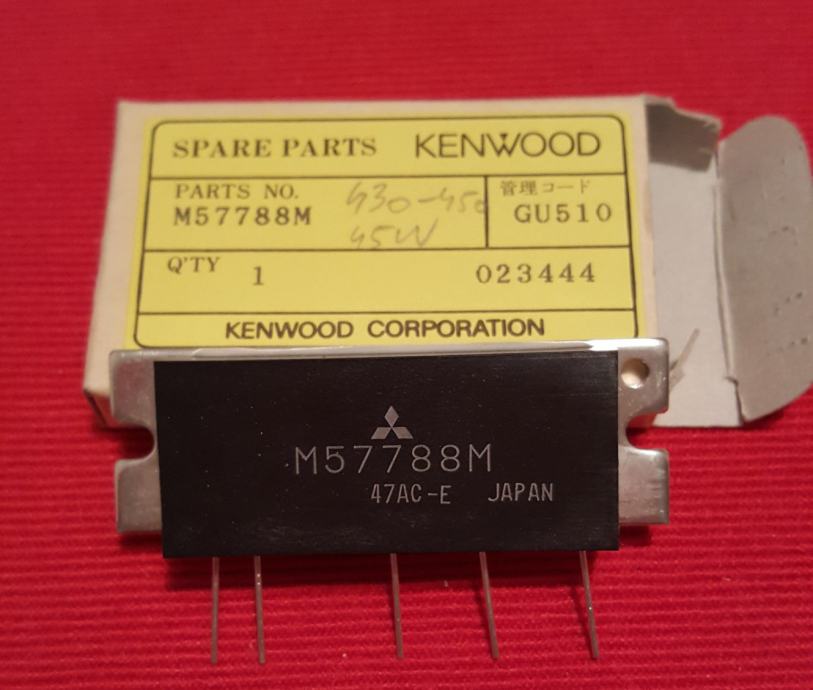 SPARE PARTS KENWOOD
PARTS NO. 管理コード
M57788M GU510
430-450
45W
Q'TY 1 023444
KENWOOD CORPORATION
M57788M
47AC-E JAPAN